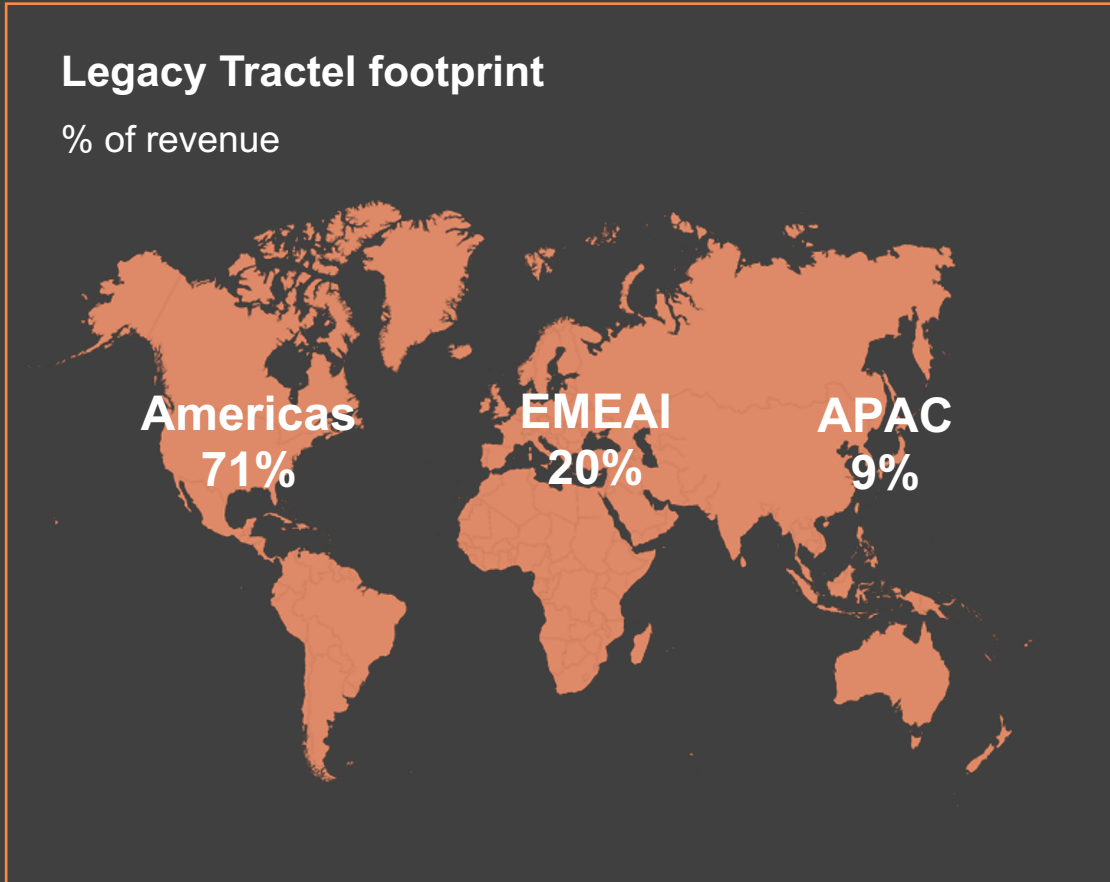 Legacy Tractel footprint
% of revenue
Americas
71%
EMEAI
20%
APAC
9%